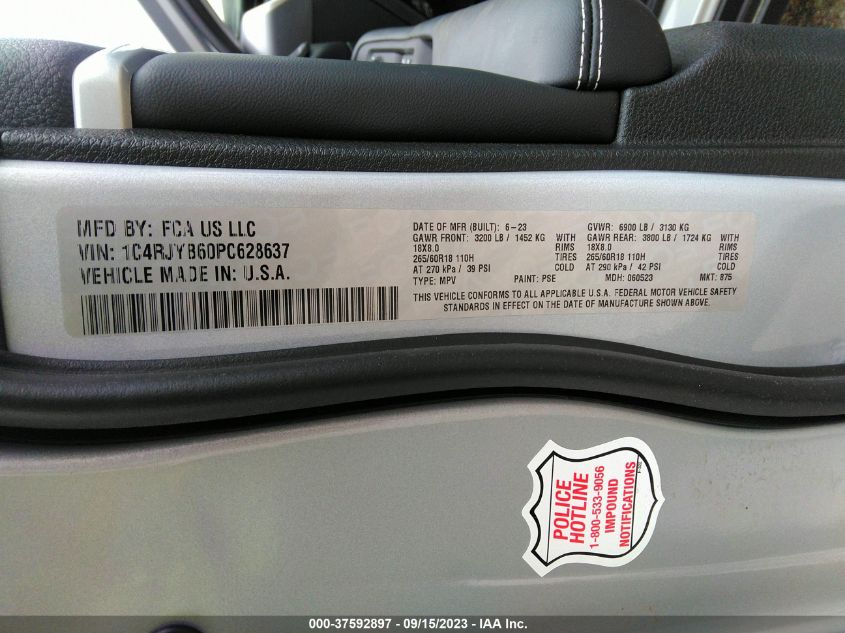 MFD BY: FCA US LLC
VIN: 1C4RJYB60PC628637
VEHICLE MADE IN: U.S.A.
DATE OF MFR (BUILT): 6-23 GVWR: 6900 LB / 3130 KG
GAWR FRONT: 3200 LB / 1452 KG WITH GAWR REAR: 3800 LB / 1724 KG WITH
18X8.0 RIMS 18X8.0 RIMS
265/60R18 110H TIRES 265/60R18 110H TIRES
AT 270 kPa / 39 PSI COLD AT 290 kPa / 42 PSI COLD
TYPE: MPV PAINT: PSE MDH: 060523 MKT: 875
THIS VEHICLE CONFORMS TO ALL APPLICABLE U.S.A. FEDERAL MOTOR VEHICLE SAFETY
STANDARDS IN EFFECT ON THE DATE OF MANUFACTURE SHOWN ABOVE.
POLICE
HOTLINE
1-800-533-9056
IMPOUND
NOTIFICATIONS
000-37592897 - 09/15/2023 - IAA Inc.